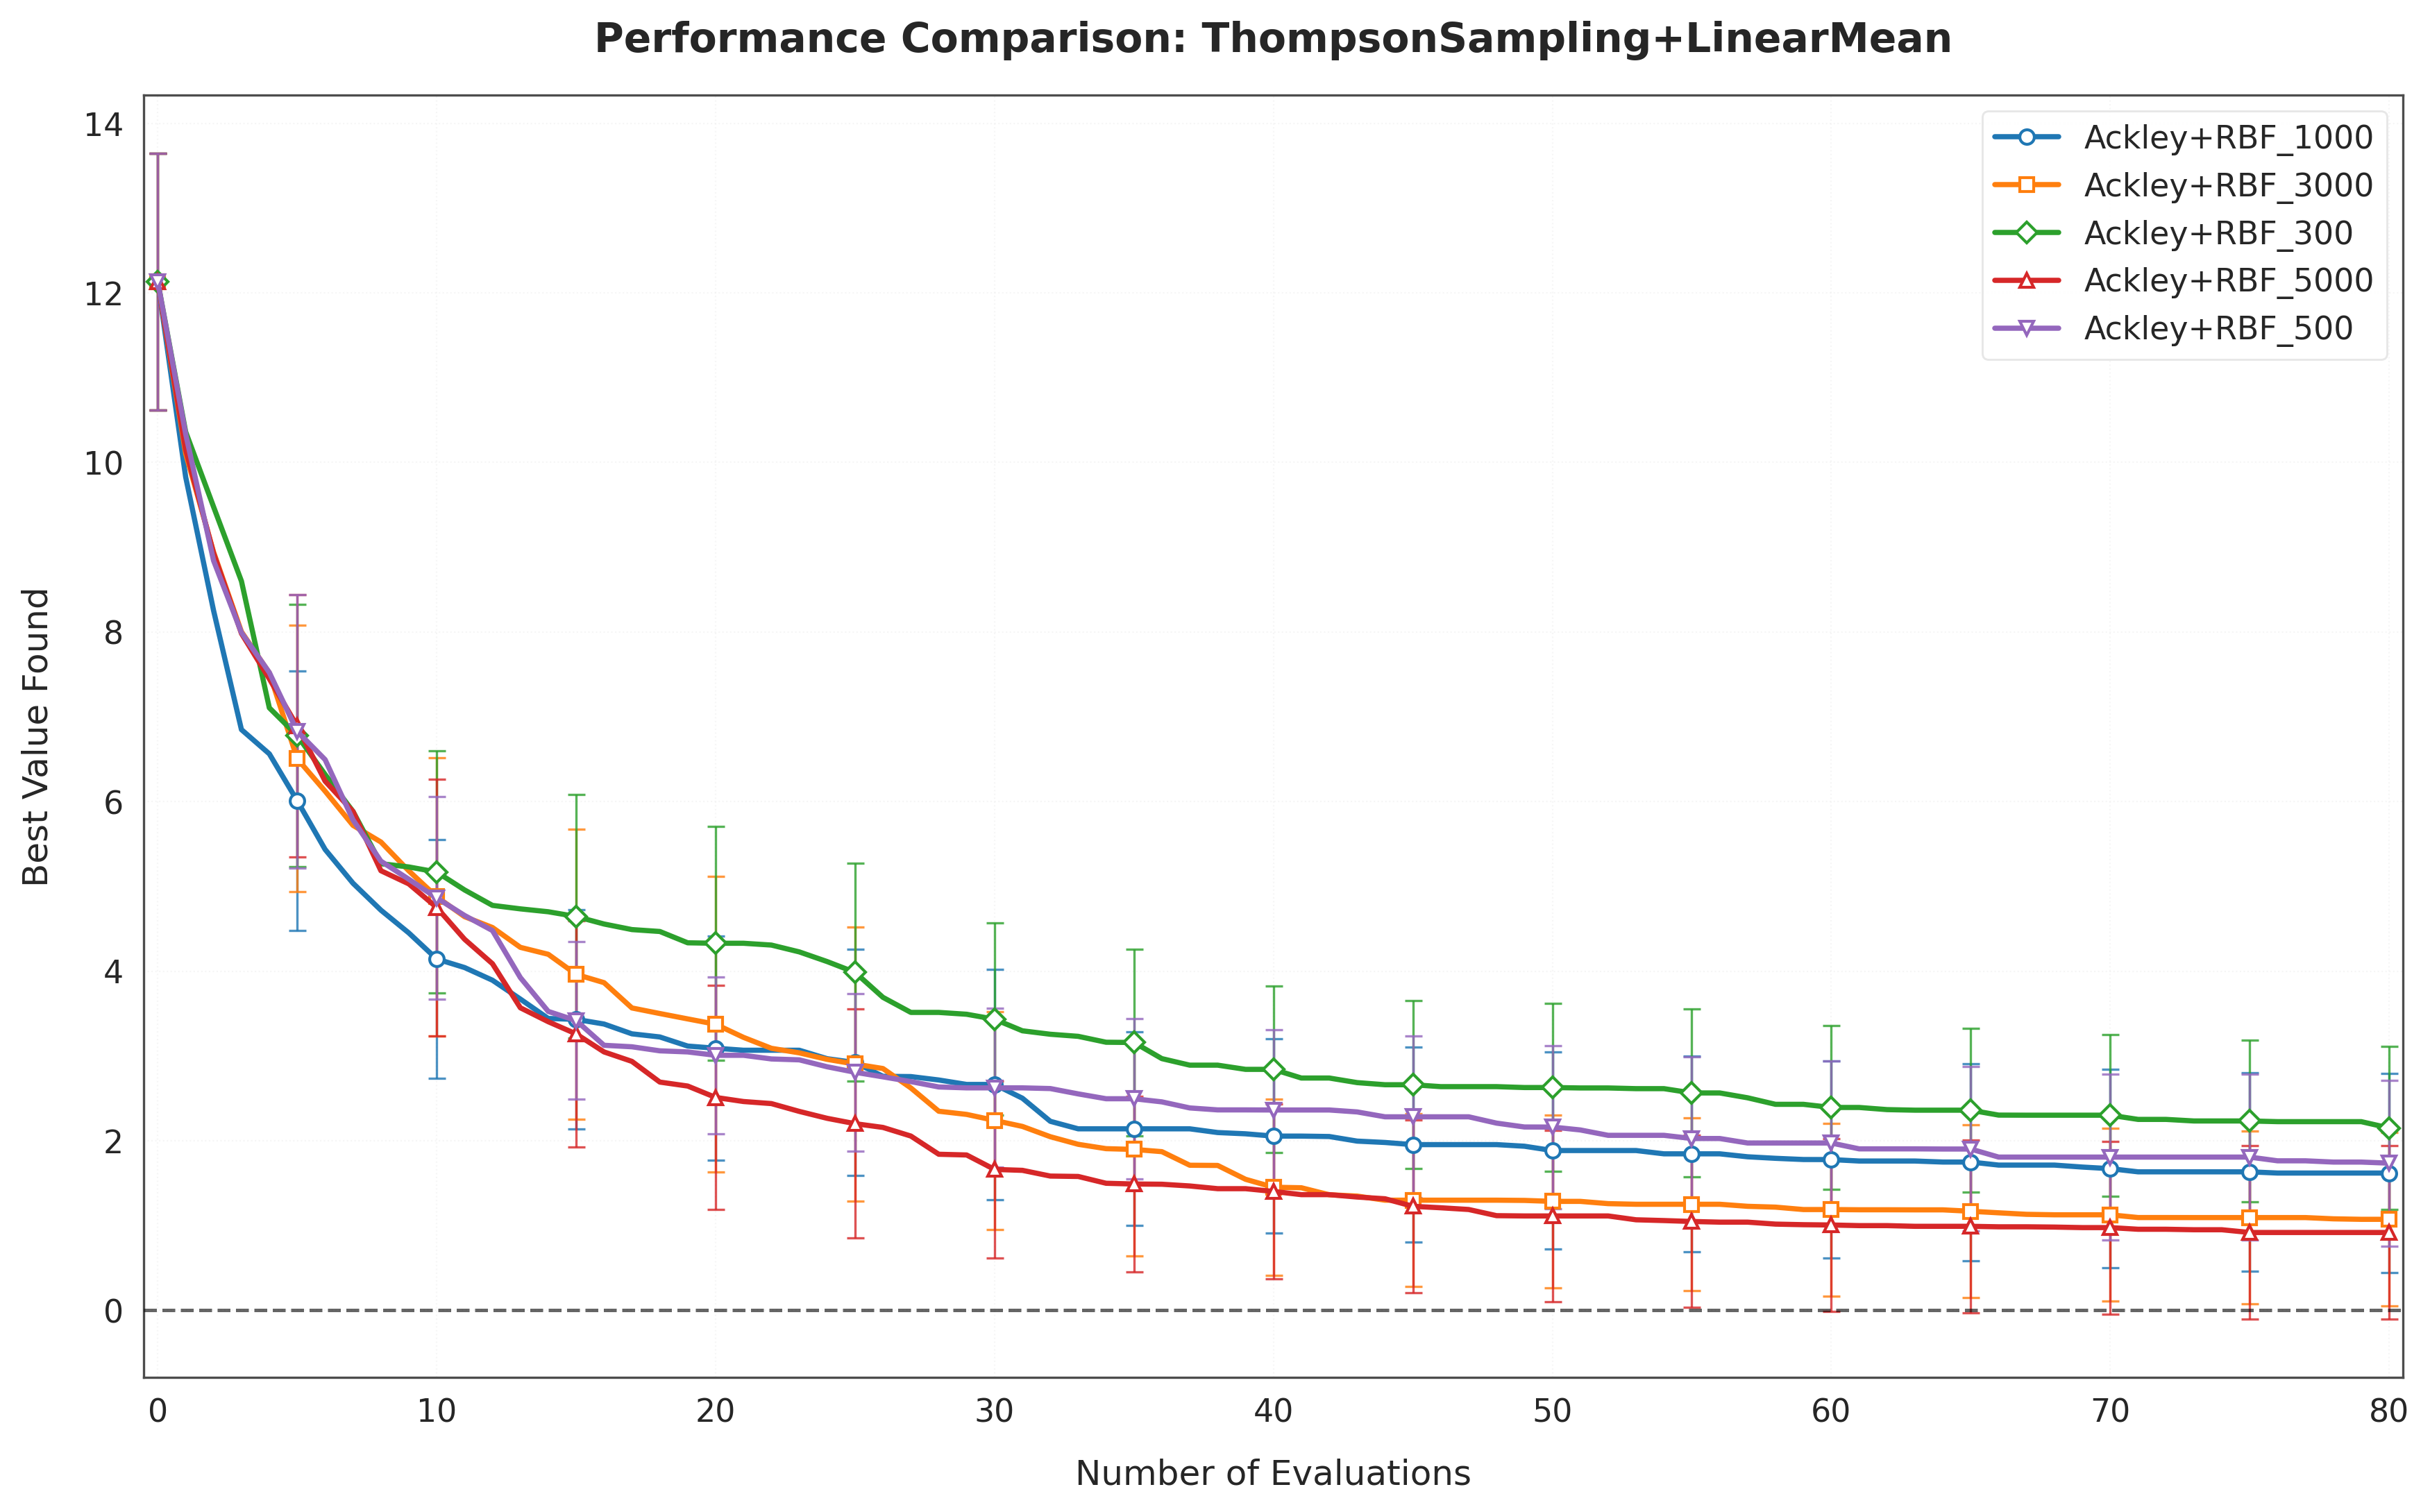 Performance Comparison: ThompsonSampling+LinearMean
14
12
10
8
6
4
2
0
Best Value Found
Ackley+RBF_1000
Ackley+RBF_3000
Ackley+RBF_300
Ackley+RBF_5000
Ackley+RBF_500
0 10 20 30 40 50 60 70 80
Number of Evaluations